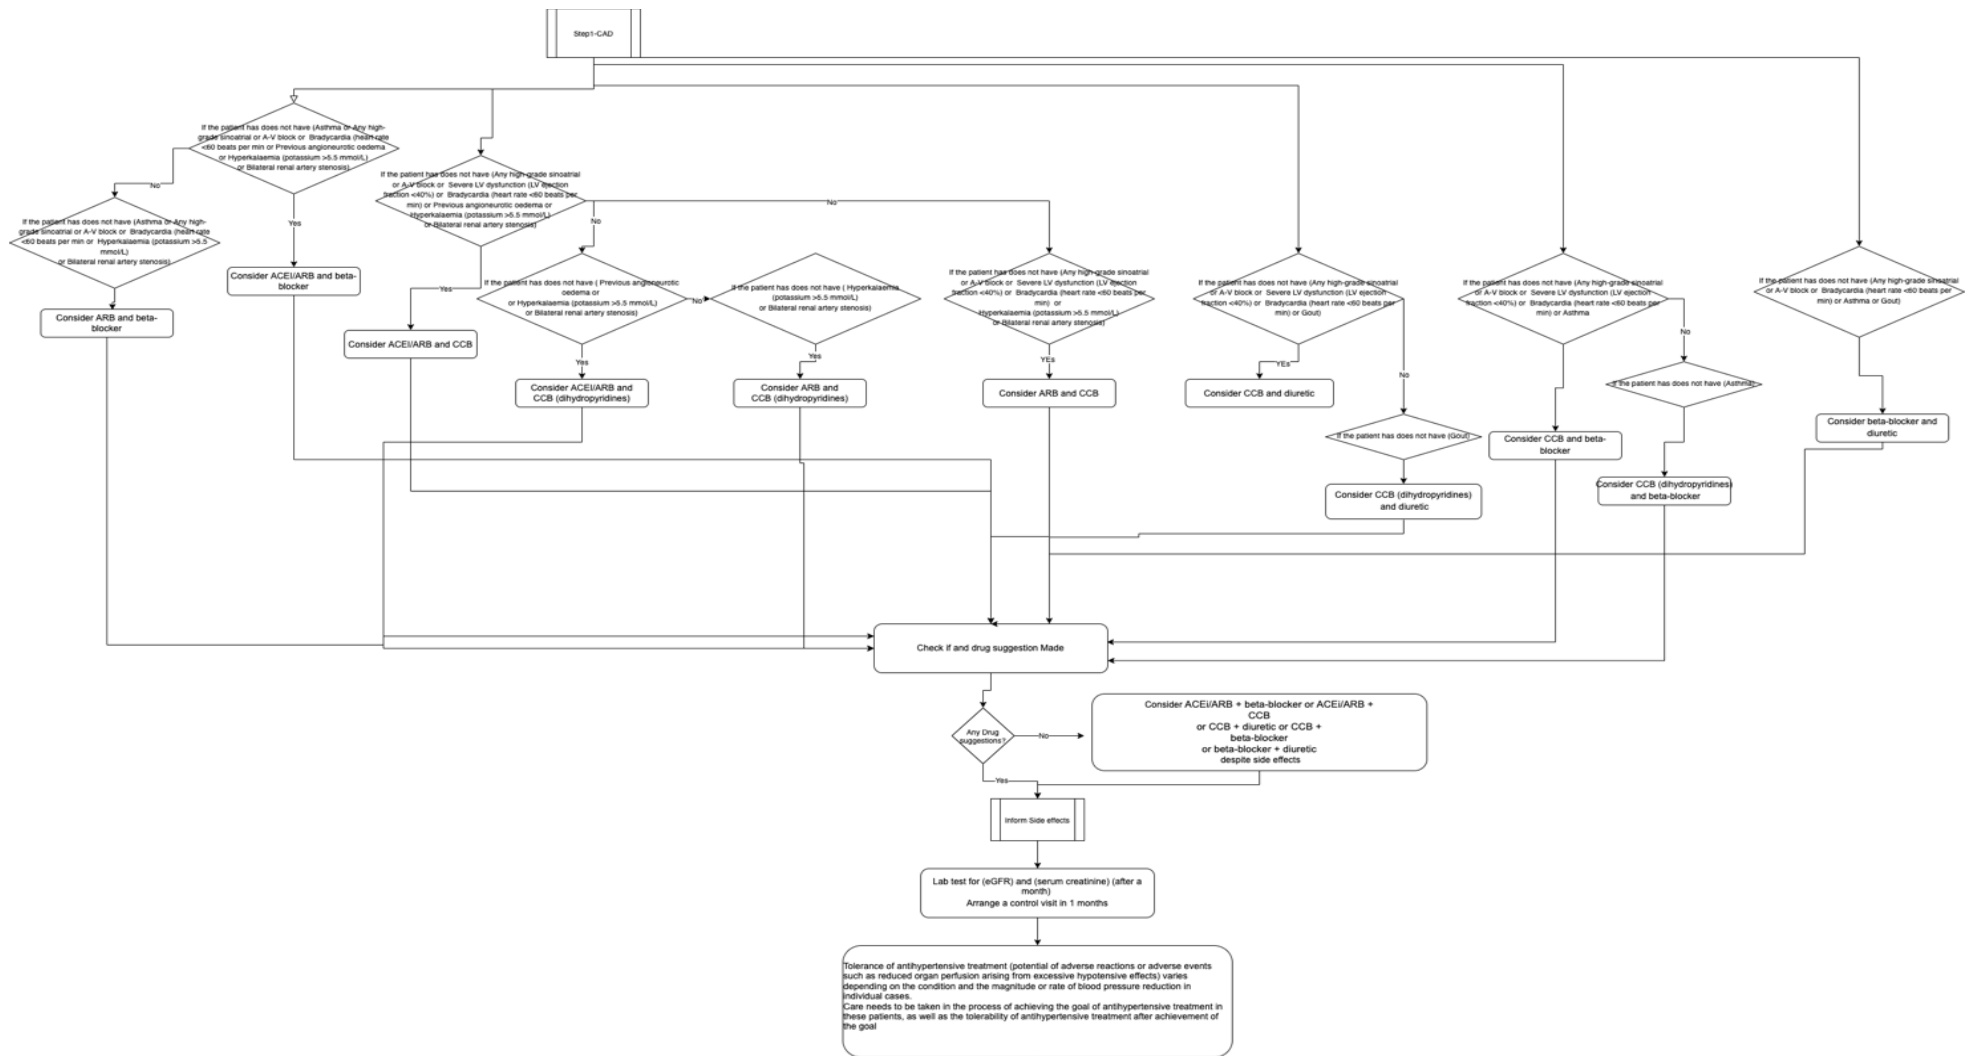 Step1-CAD
If the patient has does not have (Asthma or Any high-
grade sinoatrial or A-V block or Bradycardia (heart rate
<60 beats per min or Previous angioneurotic oedema
or Hyperkalaemia (potassium >5.5 mmol/L)
or Bilateral renal artery stenosis)
No
Yes
If the patient has does not have (Asthma or Any high-
grade sinoatrial or A-V block or Bradycardia (heart rate
<60 beats per min or Hyperkalaemia (potassium >5.5
mmol/L)
or Bilateral renal artery stenosis)
Consider ARB and beta-
blocker
Consider ACEi/ARB and beta-
blocker
If the patient has does not have (Any high-grade sinoatrial
or A-V block or Severe LV dysfunction (LV ejection
fraction <40%) or Bradycardia (heart rate <60 beats per
min) or Previous angioneurotic oedema or
Hyperkalaemia (potassium >5.5 mmol/L)
or Bilateral renal artery stenosis)
No
No
Yes
Consider ACEi/ARB and CCB
If the patient has does not have ( Previous angioneurotic
oedema or
or Hyperkalaemia (potassium >5.5 mmol/L)
or Bilateral renal artery stenosis)
No
Yes
Consider ACEI/ARB and
CCB (dihydropyridines)
If the patient has does not have ( Hyperkalaemia
(potassium >5.5 mmol/L)
or Bilateral renal artery stenosis)
Yes
Consider ARB and
CCB (dihydropyridines)
If the patient has does not have (Any high-grade sinoatrial
or A-V block or Severe LV dysfunction (LV ejection
fraction <40%) or Bradycardia (heart rate <60 beats per
min) or
Hyperkalaemia (potassium >5.5 mmol/L)
or Bilateral renal artery stenosis)
YEs
Consider ARB and CCB
If the patient has does not have (Any high-grade sinoatrial
or A-V block or Severe LV dysfunction (LV ejection
fraction <40%) or Bradycardia (heart rate <60 beats per
min) or Gout)
YEs
No
Consider CCB and diuretic
If the patient has does not have (Gout)
Consider CCB (dihydropyridines)
and diuretic
If the patient has does not have (Any high-grade sinoatrial
or A-V block or Severe LV dysfunction (LV ejection
fraction <40%) or Bradycardia (heart rate <60 beats per
min) or Asthma
No
Consider CCB and beta-
blocker
If the patient has does not have (Asthma)
Consider CCB (dihydropyridines)
and beta-blocker
If the patient has does not have (Any high-grade sinoatrial
or A-V block or Bradycardia (heart rate <60 beats per
min) or Asthma or Gout)
Consider beta-blocker and
diuretic
Check if and drug suggestion Made
Any Drug
suggestions?
No
Yes
Consider ACEi/ARB + beta-blocker or ACEi/ARB +
CCB
or CCB + diuretic or CCB +
beta-blocker
or beta-blocker + diuretic
despite side effects
Inform Side effects
Lab test for (eGFR) and (serum creatinine) (after a
month)
Arrange a control visit in 1 months
Tolerance of antihypertensive treatment (potential of adverse reactions or adverse events
such as reduced organ perfusion arising from excessive hypotensive effects) varies
depending on the condition and the magnitude or rate of blood pressure reduction in
individual cases.
Care needs to be taken in the process of achieving the goal of antihypertensive treatment in
these patients, as well as the tolerability of antihypertensive treatment after achievement of
the goal